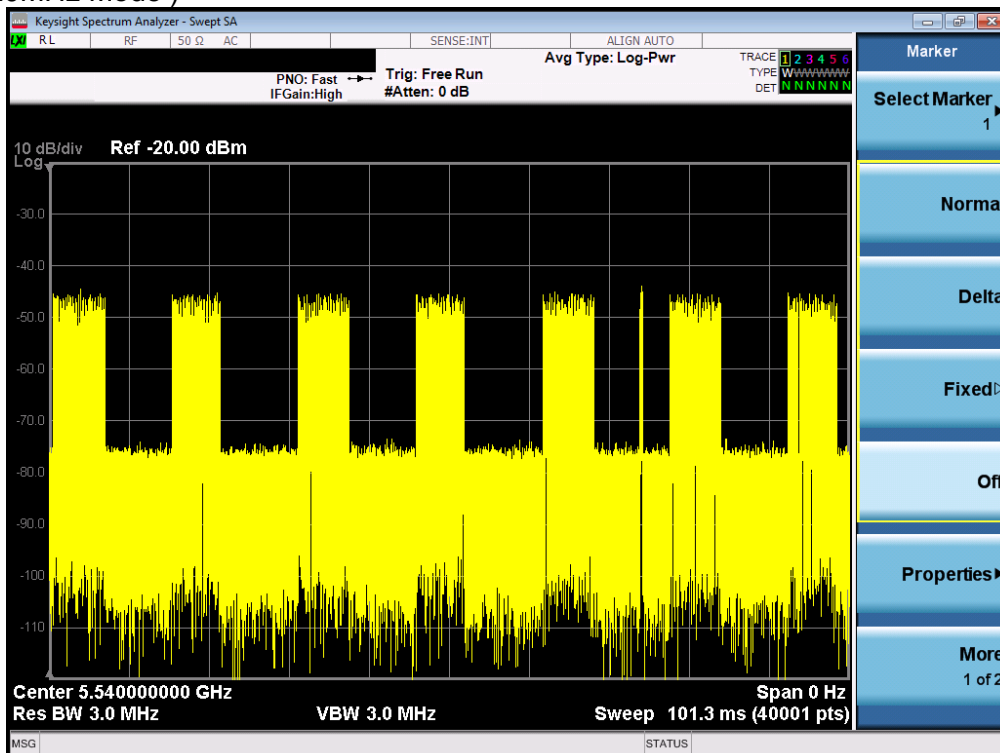 Keysight Spectrum Analyzer - Swept SA
LXI RL RF 50 Ω AC SENSE:INT ALIGN AUTO
Avg Type: Log-Pwr
TRACE 1 2 3 4 5 6
PNO: Fast Trig: Free Run
TYPE W
IFGain:High #Atten: 0 dB
DET N N N N N N
10 dB/div Ref -20.00 dBm
Log
-30.0
-40.0
-50.0
-60.0
-70.0
-80.0
-90.0
-100
-110
Center 5.540000000 GHz Span 0 Hz
Res BW 3.0 MHz VBW 3.0 MHz Sweep 101.3 ms (40001 pts)
MSG STATUS
Marker
Select Marker
1
Norma
Delta
Fixed
Off
Properties
More
1 of 2